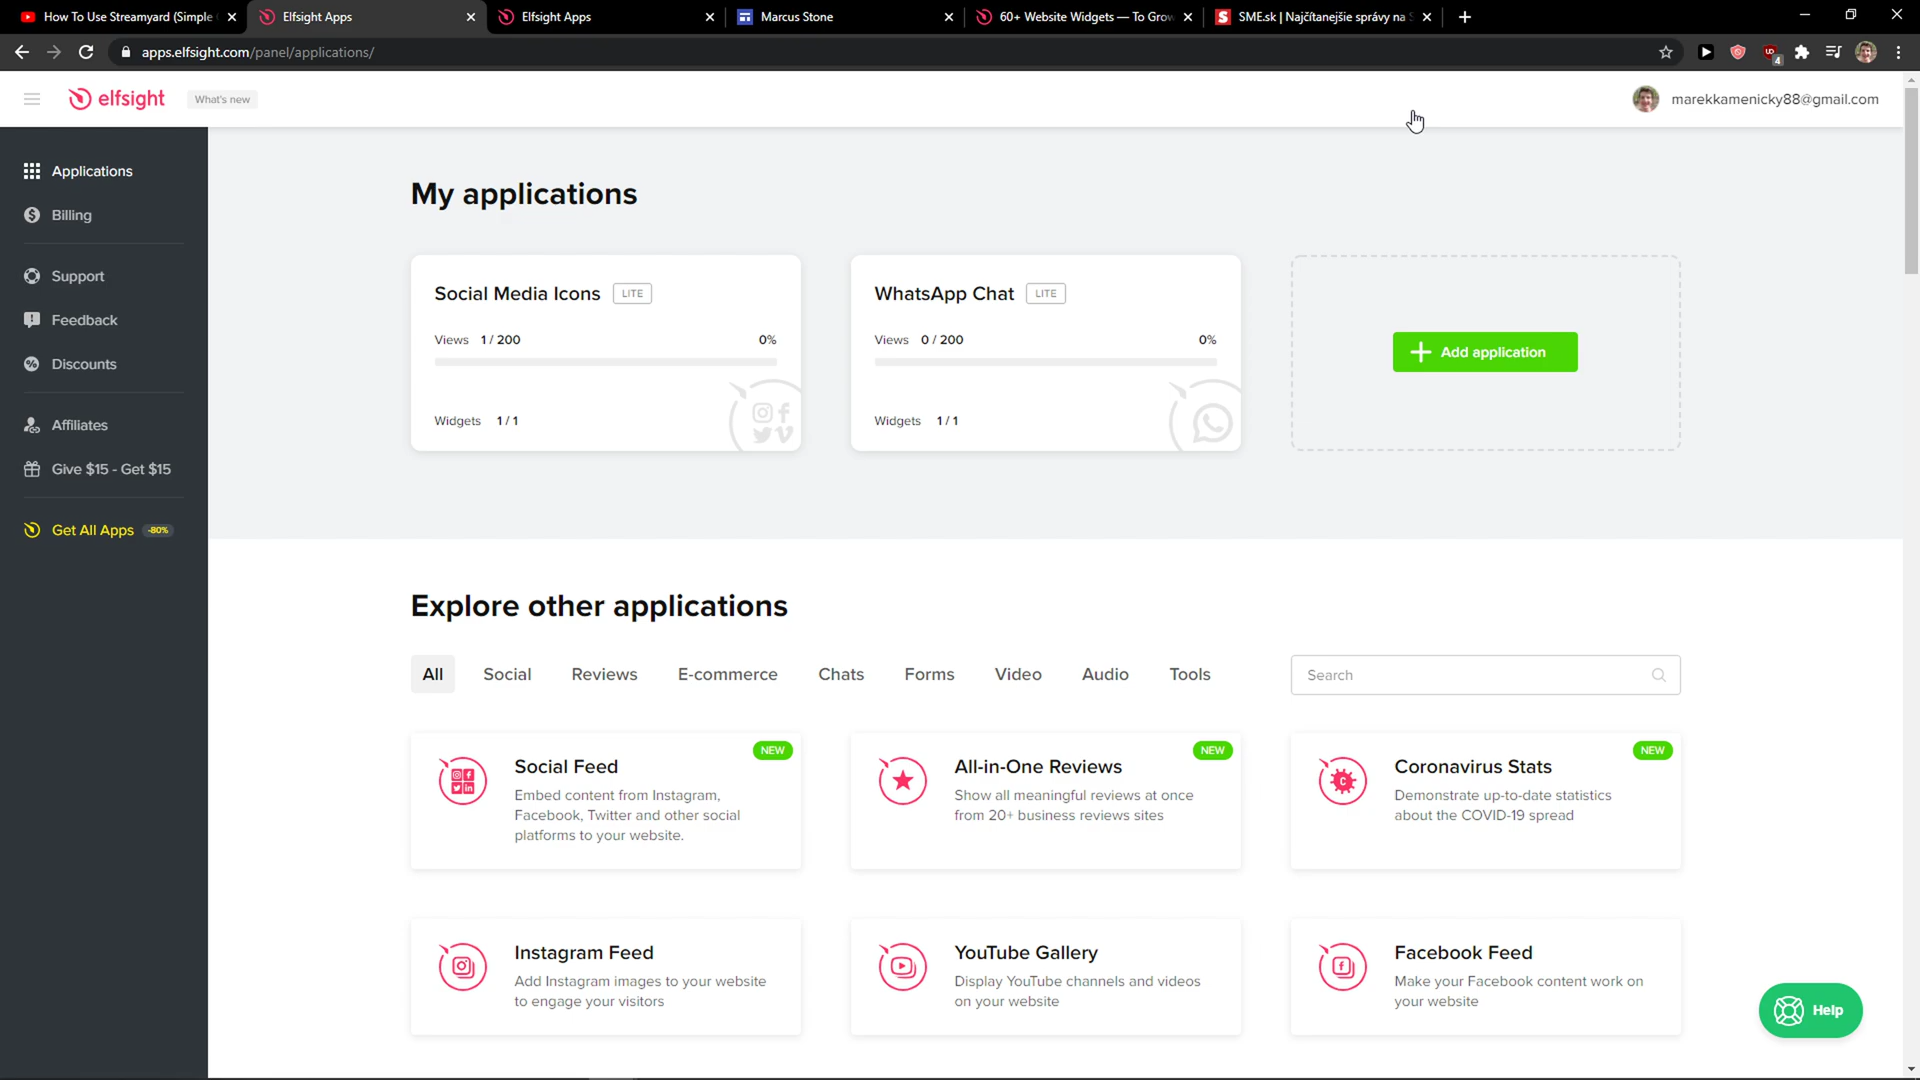 How To Use Streamyard (Simple
Elfsight Apps
Elfsight Apps
Marcus Stone
60+ Website Widgets — To Grow
SME.sk | Najčítanejšie správy na S
apps.elfsight.com/panel/applications/
4
elfsight
What's new
marekkamenicky88@gmail.com
Applications
Billing
Support
Feedback
Discounts
Affiliates
Give $15 - Get $15
Get All Apps -80%
My applications
Social Media Icons LITE
Views 1 / 200 0%
Widgets 1 / 1
WhatsApp Chat LITE
Views 0 / 200 0%
Widgets 1 / 1
Add application
Explore other applications
All Social Reviews E-commerce Chats Forms Video Audio Tools
Search
NEW
Social Feed
Embed content from Instagram,
Facebook, Twitter and other social
platforms to your website.
NEW
All-in-One Reviews
Show all meaningful reviews at once
from 20+ business reviews sites
NEW
Coronavirus Stats
Demonstrate up-to-date statistics
about the COVID-19 spread
Instagram Feed
Add Instagram images to your website
to engage your visitors
YouTube Gallery
Display YouTube channels and videos
on your website
Facebook Feed
Make your Facebook content work on
your website
Help